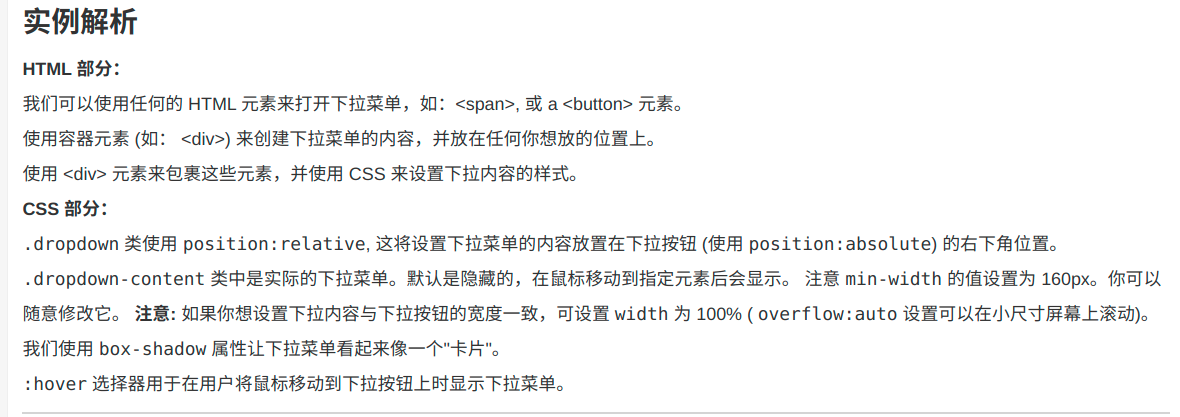 实例解析
HTML 部分：
我们可以使用任何的 HTML 元素来打开下拉菜单，如：<span>, 或 a <button> 元素。
使用容器元素 (如： <div>) 来创建下拉菜单的内容，并放在任何你想放的位置上。
使用 <div> 元素来包裹这些元素，并使用 CSS 来设置下拉内容的样式。
CSS 部分：
.dropdown 类使用 position:relative, 这将设置下拉菜单的内容放置在下拉按钮 (使用 position:absolute) 的右下角位置。
.dropdown-content 类中是实际的下拉菜单。默认是隐藏的，在鼠标移动到指定元素后会显示。 注意 min-width 的值设置为 160px。你可以
随意修改它。 注意: 如果你想设置下拉内容与下拉按钮的宽度一致，可设置 width 为 100% ( overflow:auto 设置可以在小尺寸屏幕上滚动)。
我们使用 box-shadow 属性让下拉菜单看起来像一个"卡片"。
:hover 选择器用于在用户将鼠标移动到下拉按钮上时显示下拉菜单。